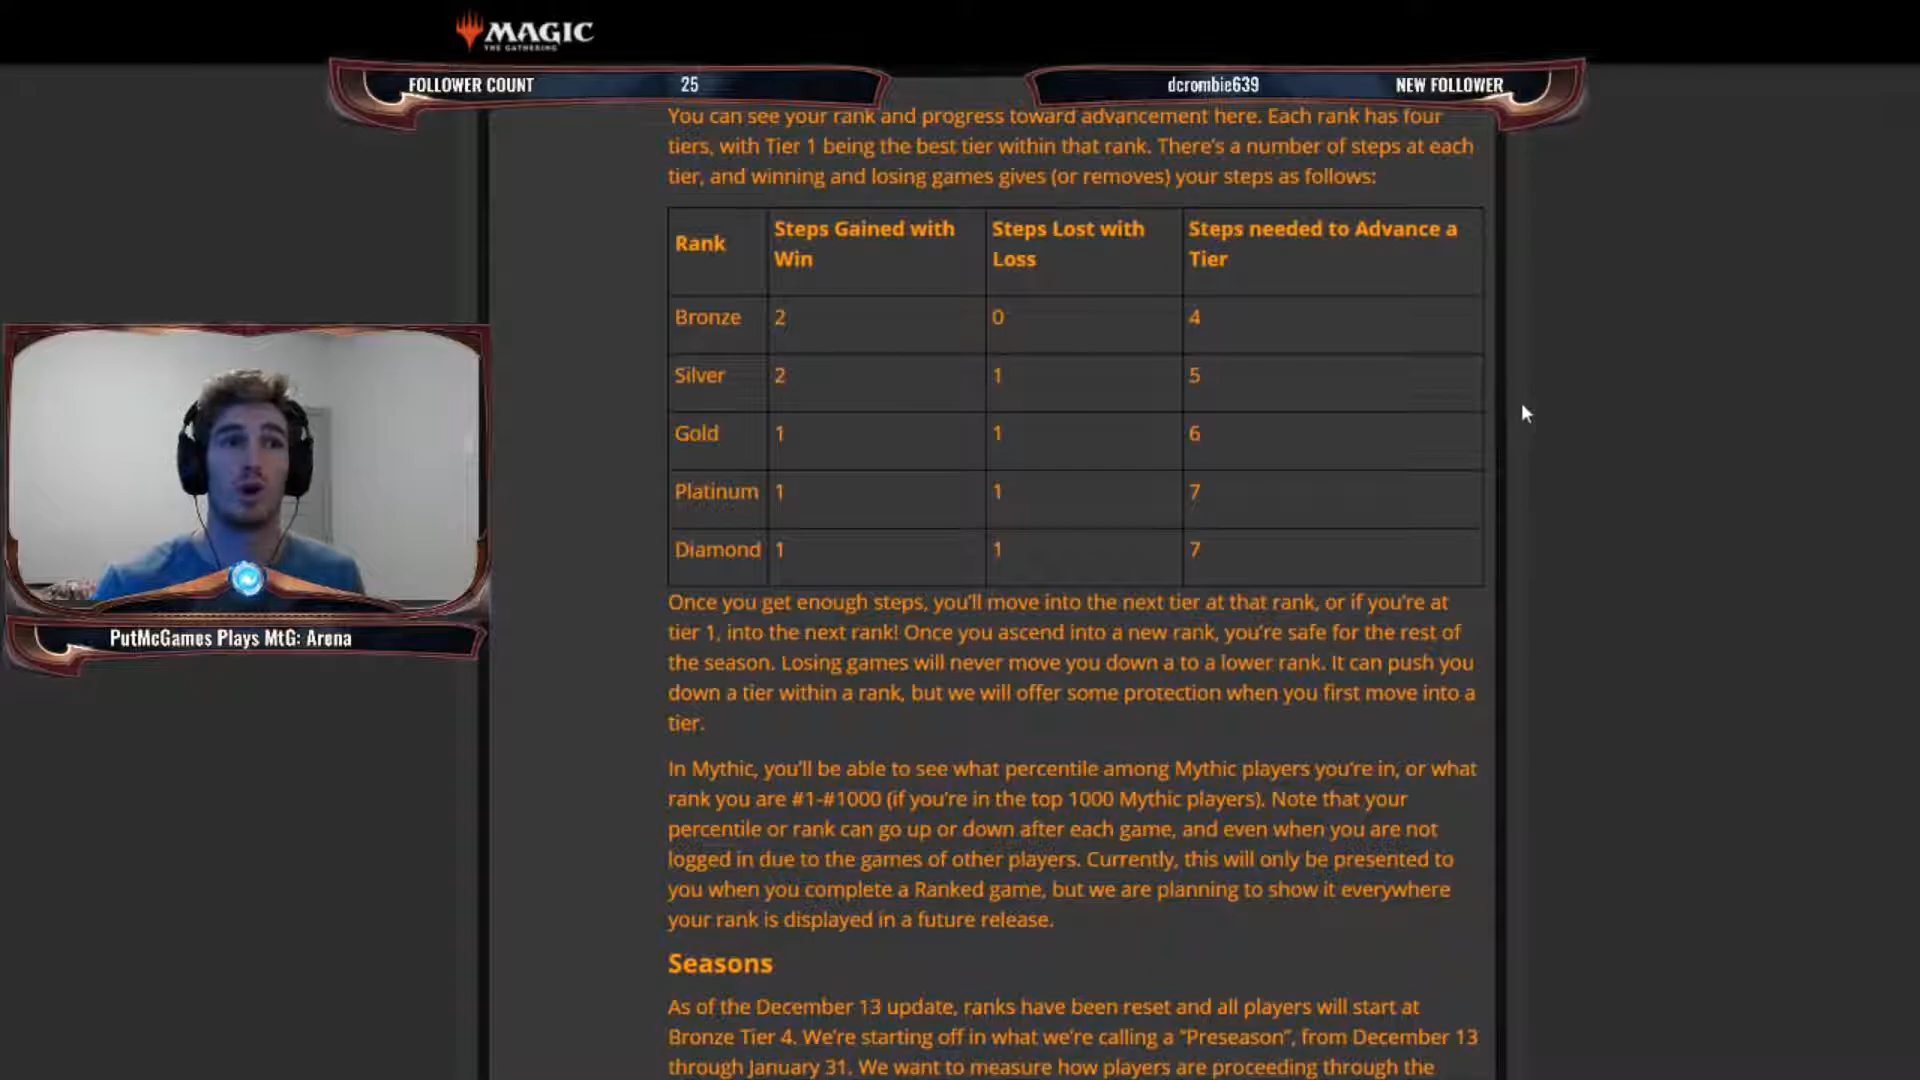 MAGIC
THE GATHERING
FOLLOWER COUNT 25
dcrombie639 NEW FOLLOWER
You can see your rank and progress toward advancement here. Each rank has four
tiers, with Tier 1 being the best tier within that rank. There's a number of steps at each
tier, and winning and losing games gives (or removes) your steps as follows:
Rank Steps Gained with Win Steps Lost with Loss Steps needed to Advance a Tier
Bronze 2 0 4
Silver 2 1 5
Gold 1 1 6
Platinum 1 1 7
Diamond 1 1 7
PutMcGames Plays MtG: Arena
Once you get enough steps, you'll move into the next tier at that rank, or if you're at
tier 1, into the next rank! Once you ascend into a new rank, you're safe for the rest of
the season. Losing games will never move you down a to a lower rank. It can push you
down a tier within a rank, but we will offer some protection when you first move into a
tier.
In Mythic, you'll be able to see what percentile among Mythic players you're in, or what
rank you are #1-#1000 (if you're in the top 1000 Mythic players). Note that your
percentile or rank can go up or down after each game, and even when you are not
logged in due to the games of other players. Currently, this will only be presented to
you when you complete a Ranked game, but we are planning to show it everywhere
your rank is displayed in a future release.
Seasons
As of the December 13 update, ranks have been reset and all players will start at
Bronze Tier 4. We're starting off in what we're calling a "Preseason", from December 13
through January 31. We want to measure how players are proceeding through the